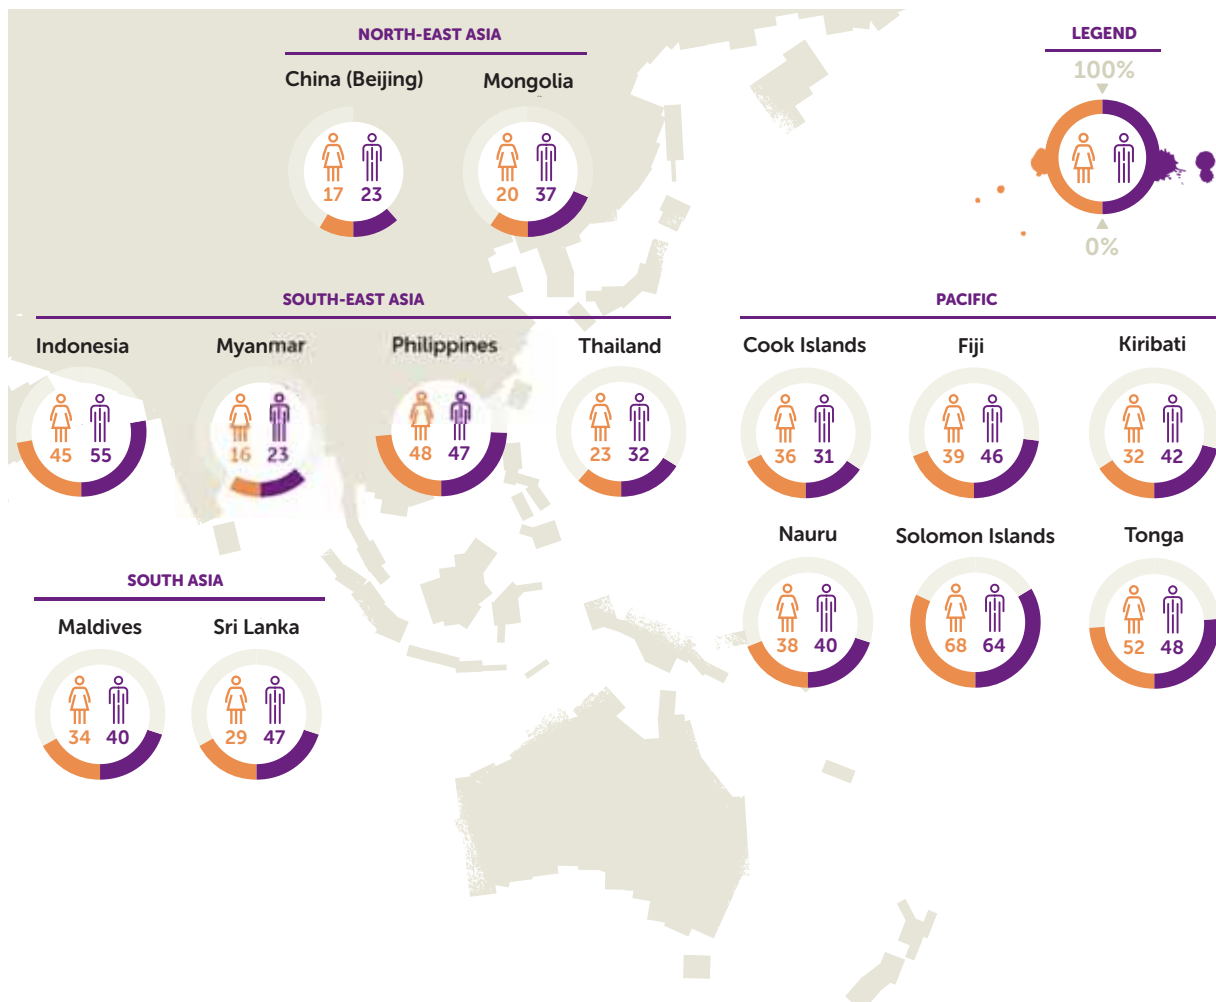 NORTH-EAST ASIA
China (Beijing)
Mongolia
17 23
20 37
LEGEND
100%
0%
SOUTH-EAST ASIA
Indonesia
Myanmar
Philippines
Thailand
45 55
16 23
48 47
23 32
PACIFIC
Cook Islands
Fiji
Kiribati
36 31
39 46
32 42
Nauru
Solomon Islands
Tonga
38 40
68 64
52 48
SOUTH ASIA
Maldives
Sri Lanka
34 40
29 47